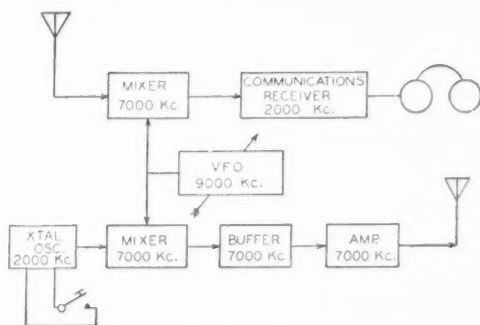 MIXER
7000 Kc.
COMMUNICATIONS
RECEIVER
2000 Kc.
VFO
9000 Kc.
XTAL
OSC.
2000 Kc
MIXER
7000 Kc.
BUFFER
7000 Kc.
AMP.
7000 Kc.